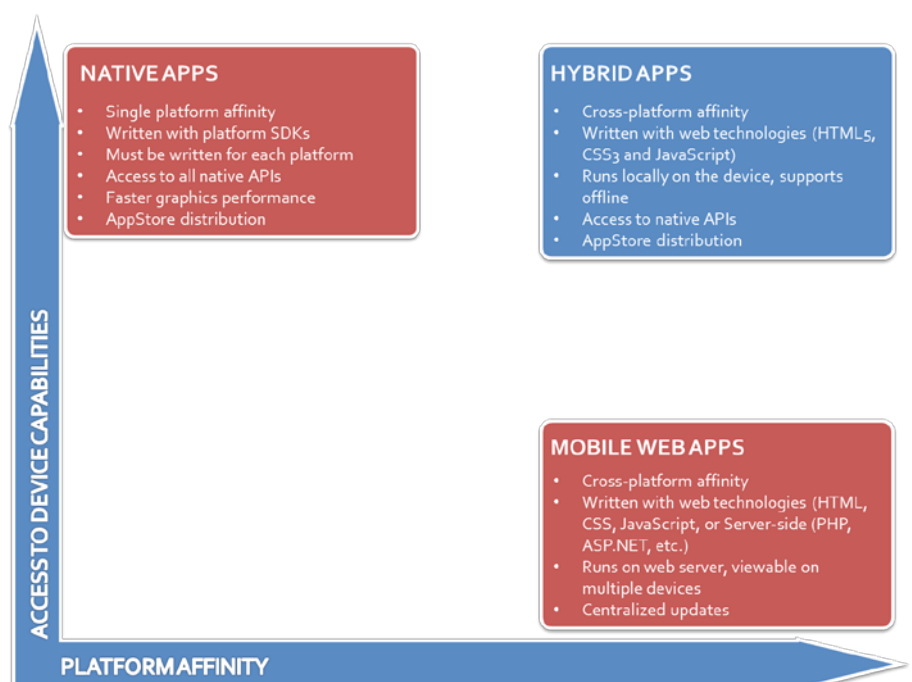 NATIVE APPS
• Single platform affinity
• Written with platform SDKs
• Must be written for each platform
• Access to all native APIs
• Faster graphics performance
• AppStore distribution
HYBRID APPS
• Cross-platform affinity
• Written with web technologies (HTML5,
CSS3 and JavaScript)
• Runs locally on the device, supports
offline
• Access to native APIs
• AppStore distribution
ACCESS TO DEVICE CAPABILITIES
MOBILE WEB APPS
• Cross-platform affinity
• Written with web technologies (HTML,
CSS, JavaScript, or Server-side (PHP,
ASP.NET, etc.)
• Runs on web server, viewable on
multiple devices
• Centralized updates
PLATFORM AFFINITY